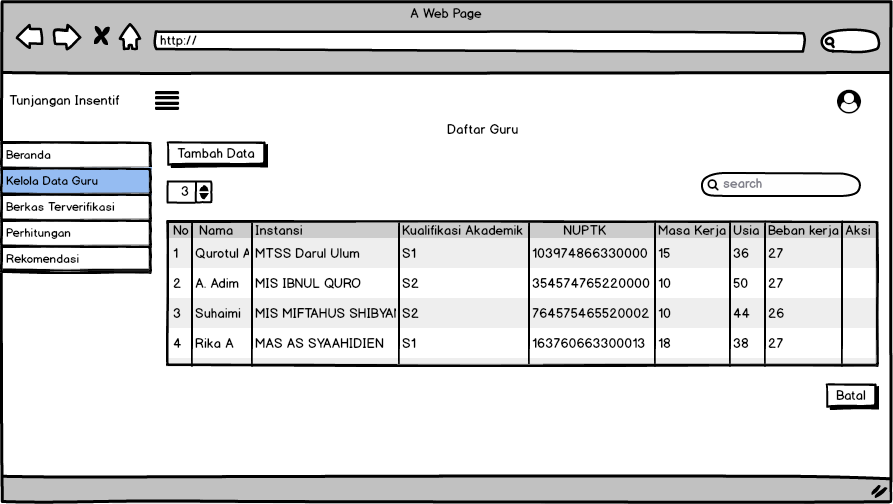 A Web Page
http://
Tunjangan Insentif
Daftar Guru
Beranda
Kelola Data Guru
Berkas Terverifikasi
Perhitungan
Rekomendasi
Tambah Data
3
search
No Nama Instansi Kualifikasi Akademik NUPTK Masa Kerja Usia Beban kerja Aksi
1 Qurotul A MTSS Darul Ulum S1 103974866330000 15 36 27
2 A. Adim MIS IBNUL QURO S2 354574765220000 10 50 27
3 Suhaimi MIS MIFTAHUS SHIBYAN S2 764575465520002 10 44 26
4 Rika A MAS AS SYAAHIDIEN S1 163760663300013 18 38 27
Batal